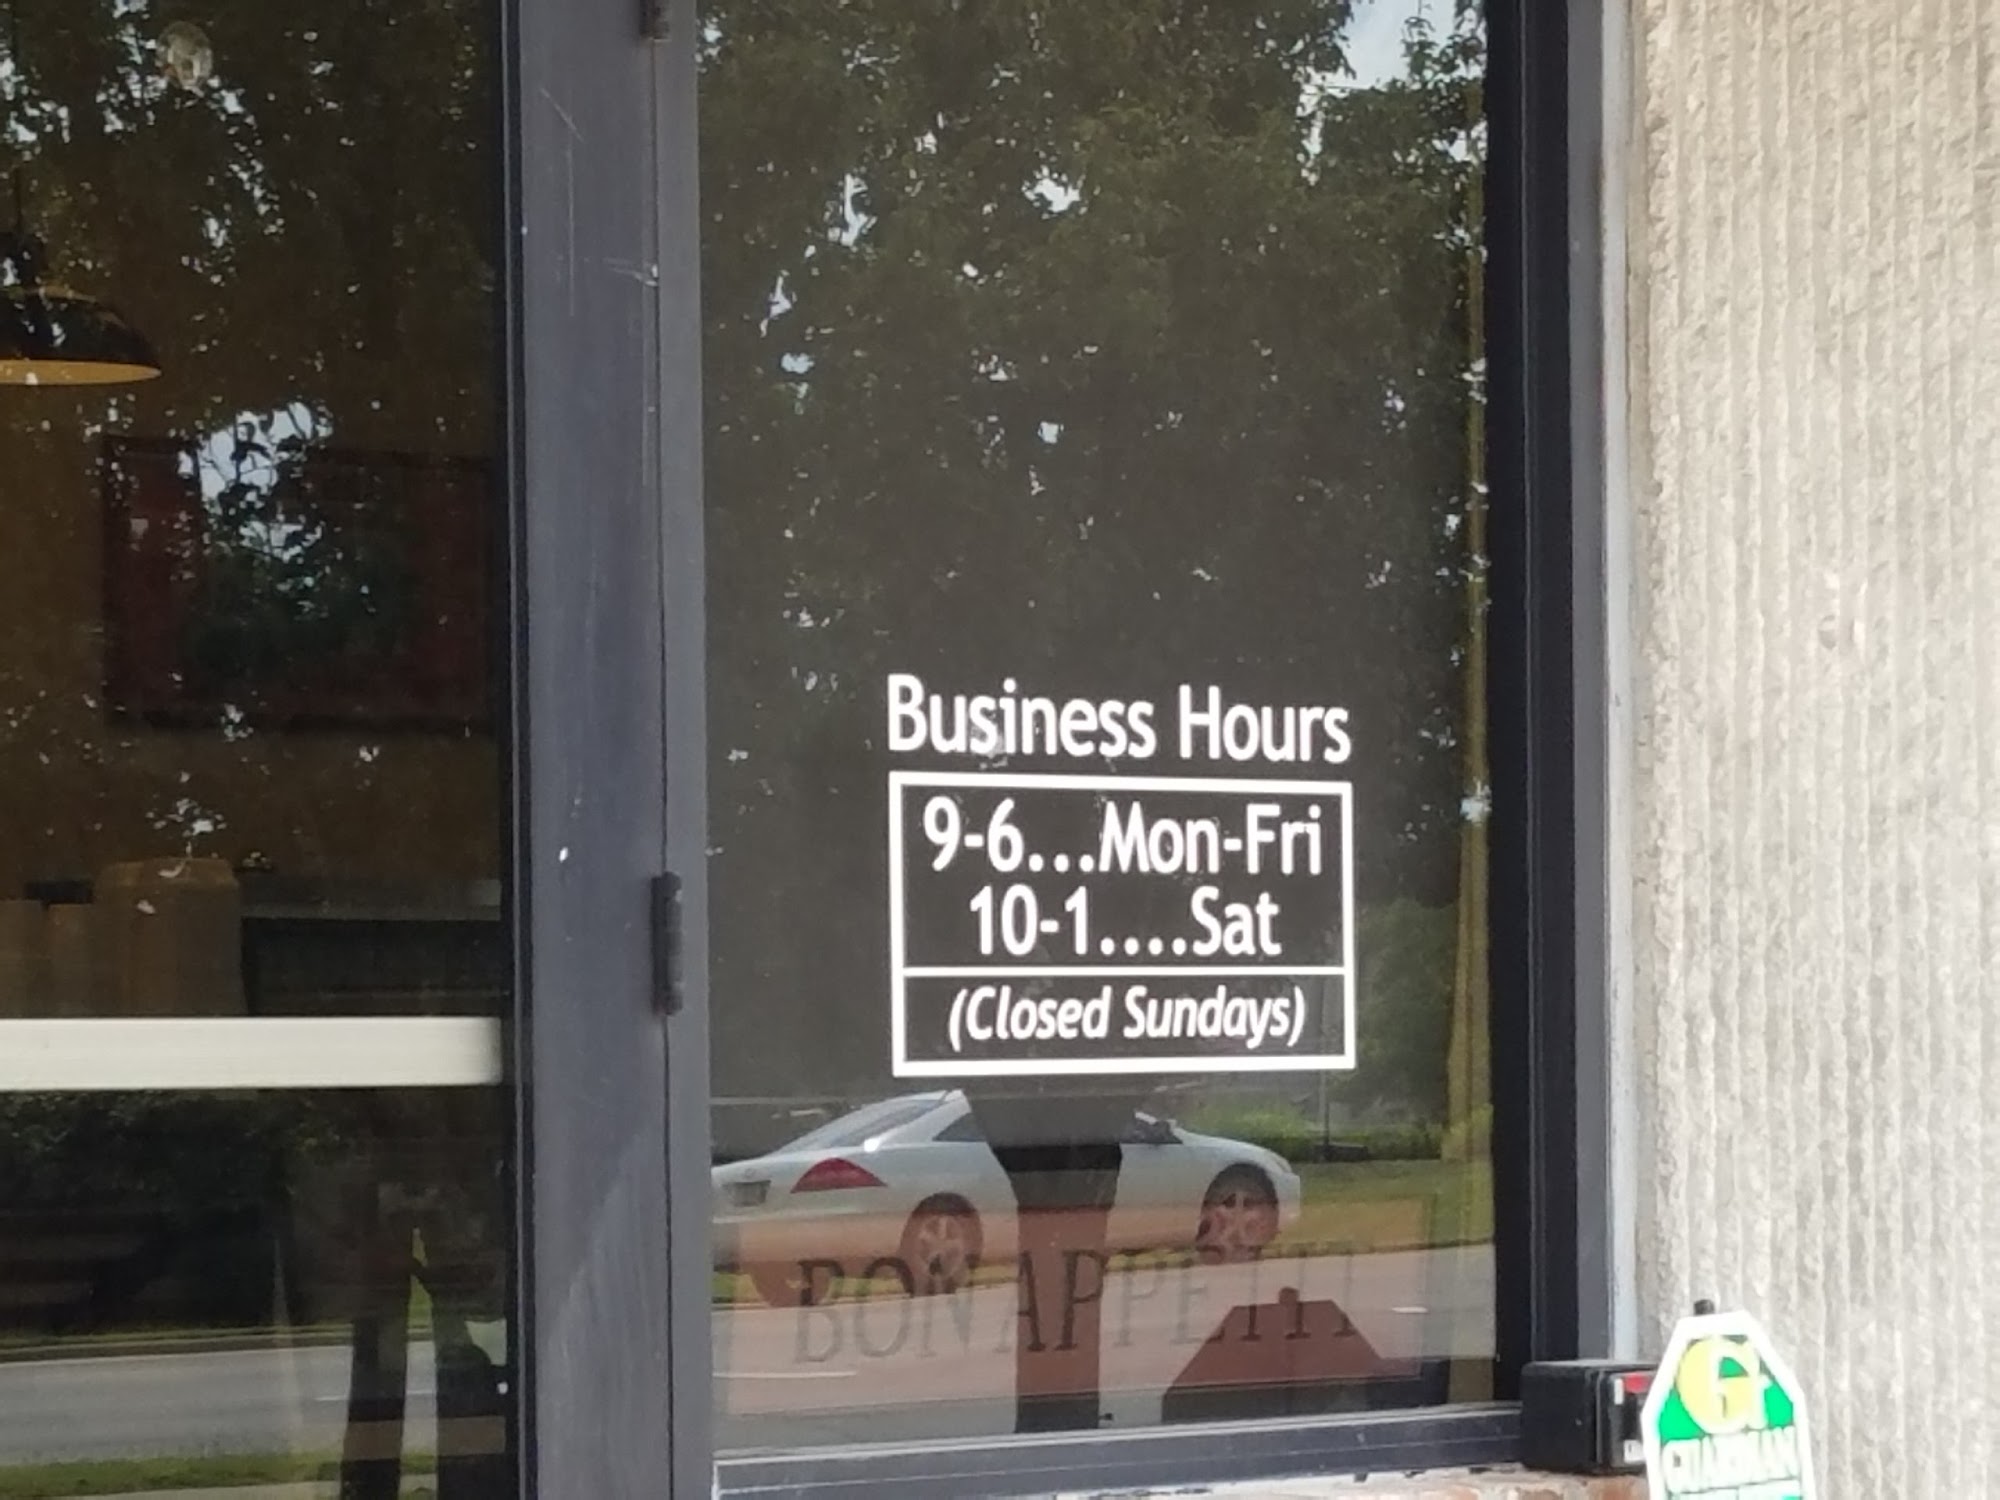 Business Hours
9-6...Mon-Fri
10-1....Sat
(Closed Sundays)
BON APPETIT
G
GUARDIAN